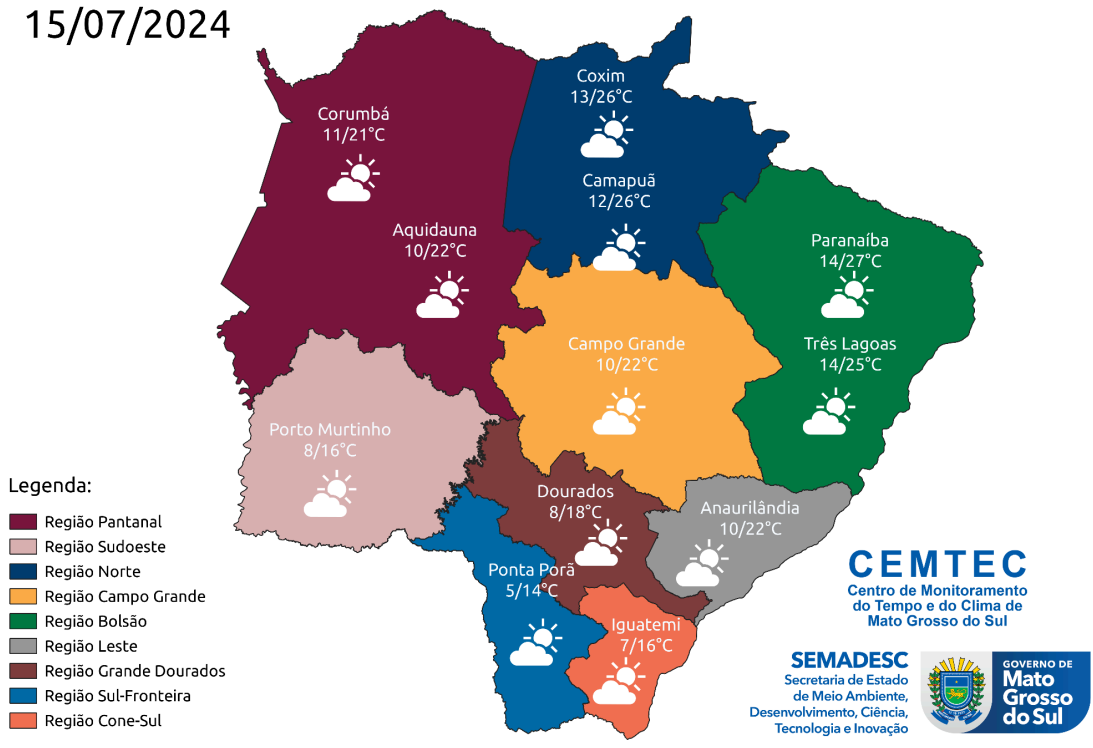 15/07/2024
Coxim
13/26°C
Corumbá
11/21°C
Camapuã
12/26°C
Aquidauna
10/22°C
Paranaíba
14/27°C
Campo Grande
10/22°C
Três Lagoas
14/25°C
Porto Murtinho
8/16°C
Dourados
8/18°C
Anaurilândia
10/22°C
Ponta Porã
5/14°C
Iguatemi
7/16°C
Legenda:
Região Pantanal
Região Sudoeste
Região Norte
Região Campo Grande
Região Bolsão
Região Leste
Região Grande Dourados
Região Sul-Fronteira
Região Cone-Sul
CEMTEC
Centro de Monitoramento
do Tempo e do Clima de
Mato Grosso do Sul
SEMADESC
Secretaria de Estado
de Meio Ambiente,
Desenvolvimento, Ciência,
Tecnologia e Inovação
GOVERNO DE
Mato
Grosso
do Sul